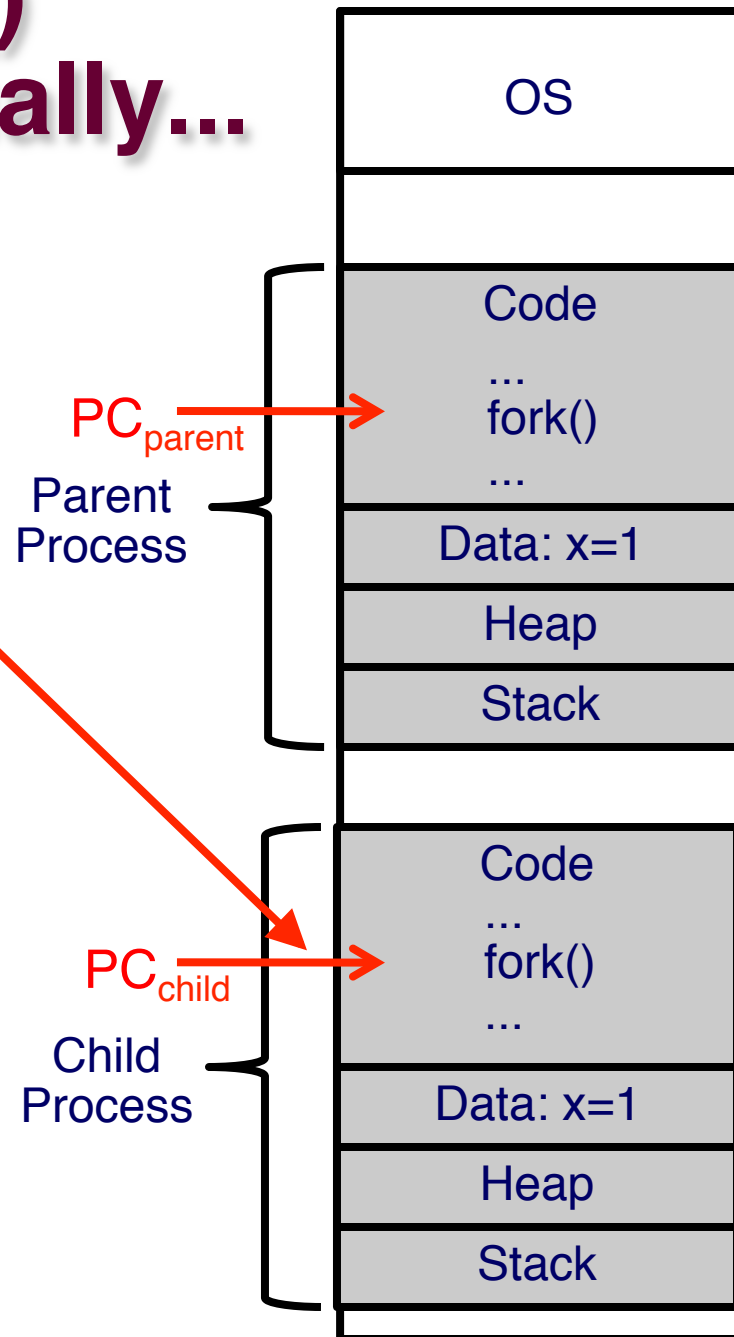 )
ally...
OS
Code
...
fork()
...
PCparent
Parent
Process
Data: x=1
Heap
Stack
Code
...
fork()
...
PCchild
Child
Process
Data: x=1
Heap
Stack